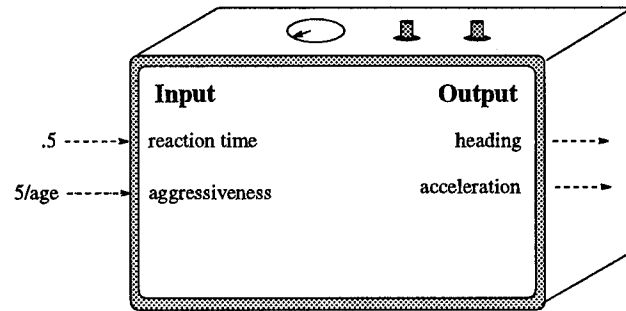 Input Output
.5 reaction time heading
5/age aggressiveness acceleration